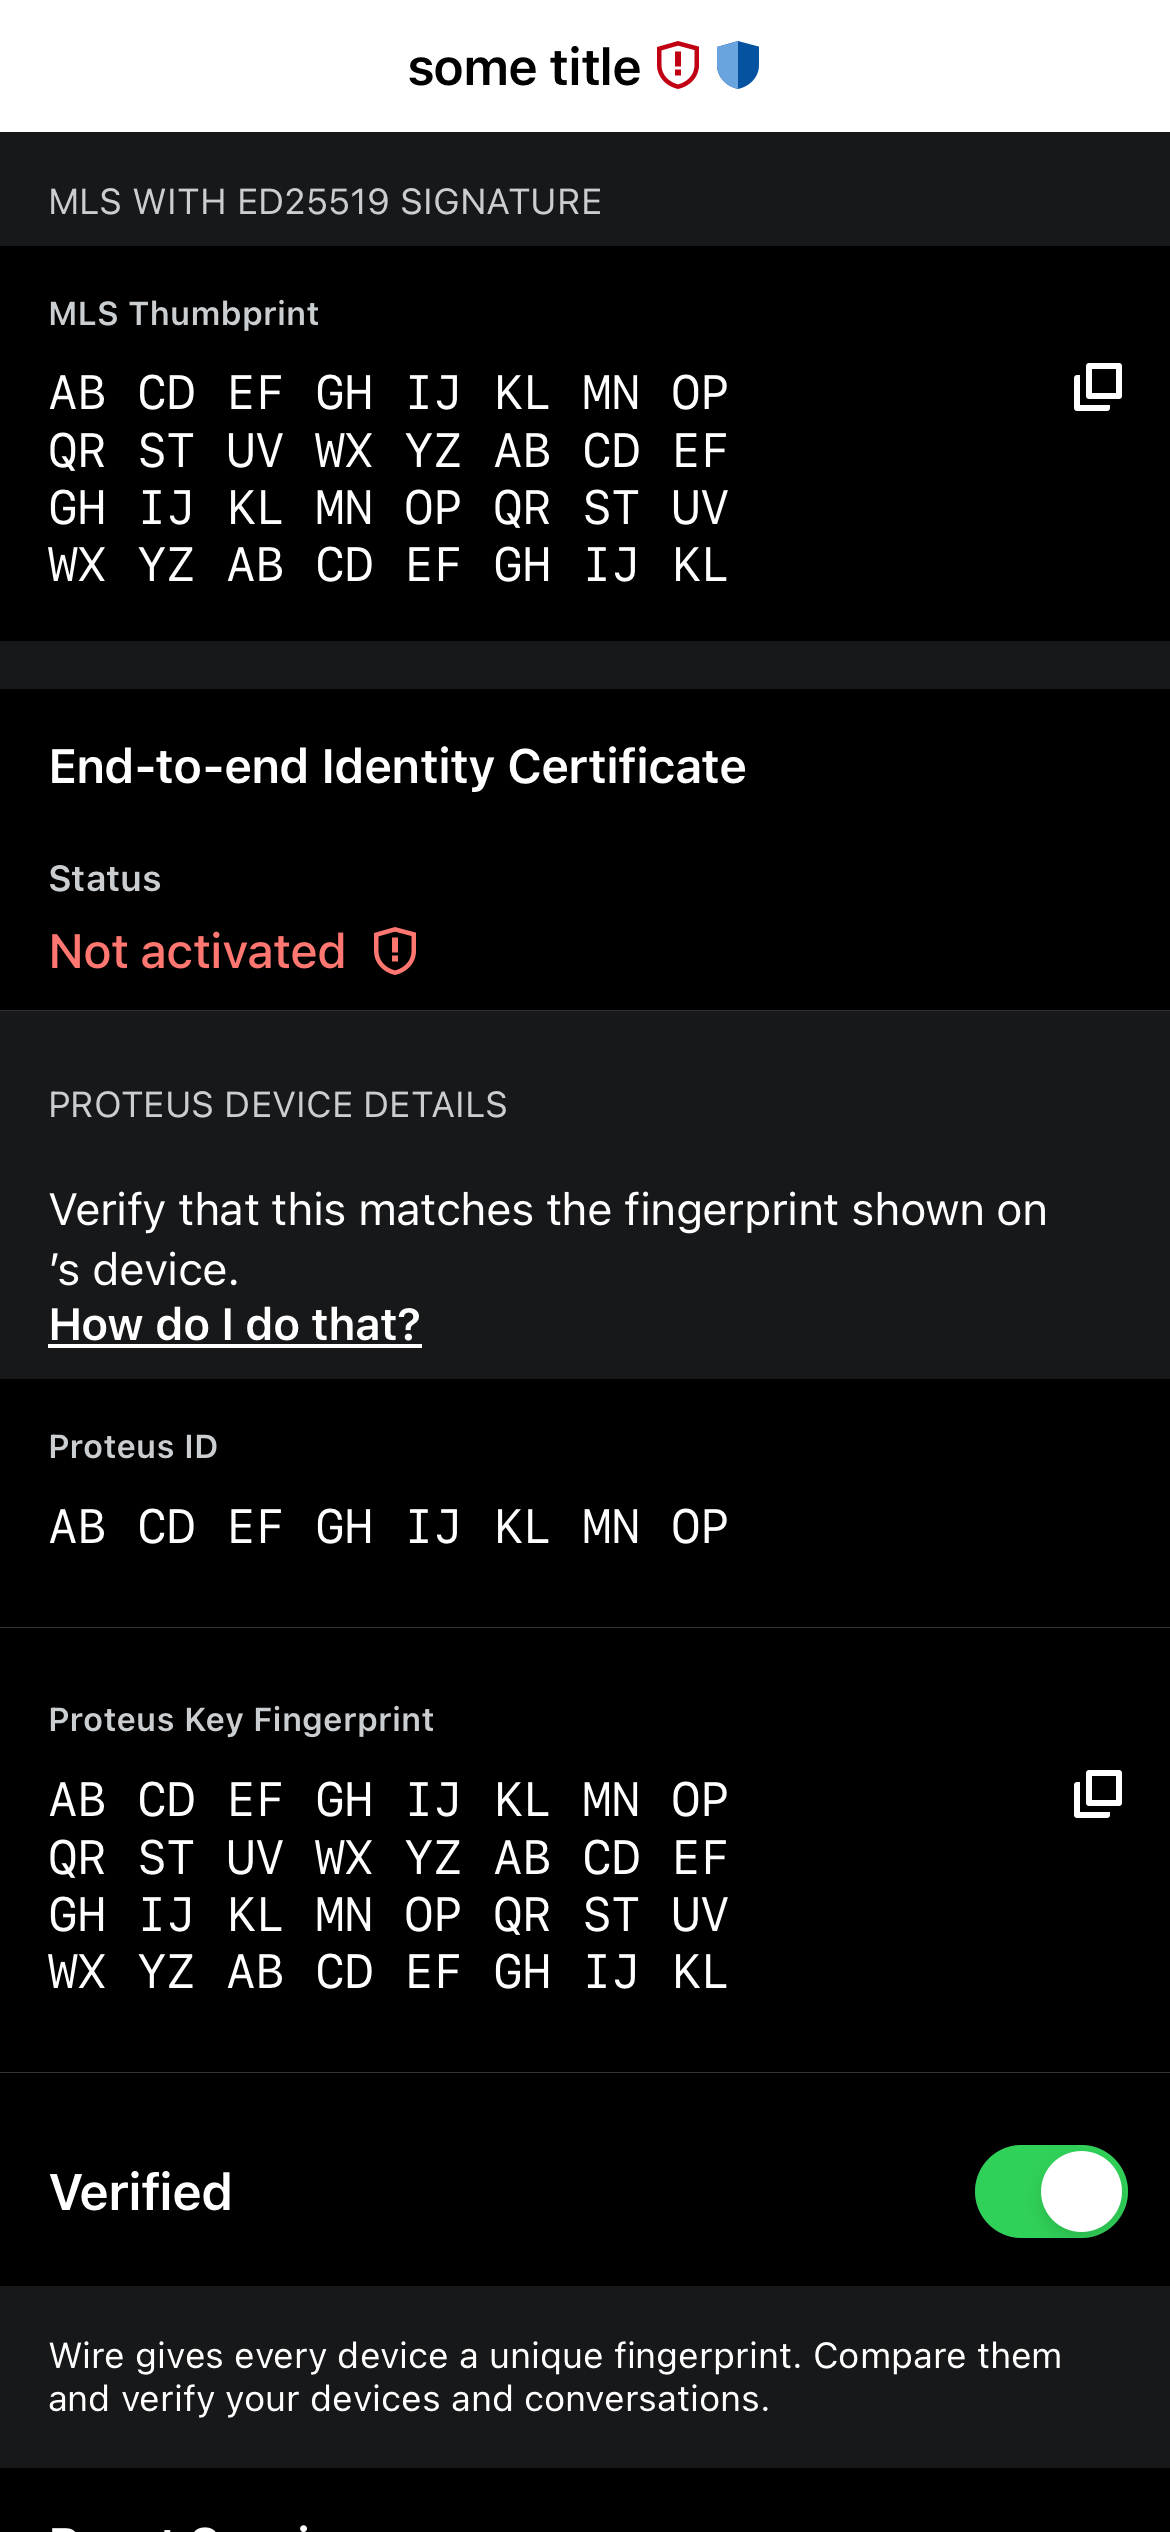 some title
MLS WITH ED25519 SIGNATURE
MLS Thumbprint
AB CD EF GH IJ KL MN OP
QR ST UV WX YZ AB CD EF
GH IJ KL MN OP QR ST UV
WX YZ AB CD EF GH IJ KL
End-to-end Identity Certificate
Status
Not activated
PROTEUS DEVICE DETAILS
Verify that this matches the fingerprint shown on
’s device.
How do I do that?
Proteus ID
AB CD EF GH IJ KL MN OP
Proteus Key Fingerprint
AB CD EF GH IJ KL MN OP
QR ST UV WX YZ AB CD EF
GH IJ KL MN OP QR ST UV
WX YZ AB CD EF GH IJ KL
Verified
Wire gives every device a unique fingerprint. Compare them
and verify your devices and conversations.